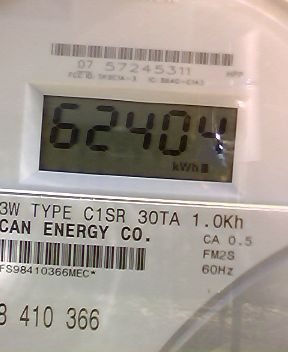 07 57245311
62404
kWh
3W TYPE C1SR 30TA 1.0Kh
CAN ENERGY CO.
CA 0.5
FM2S
60Hz
FS98410366MEC*
8 410 366